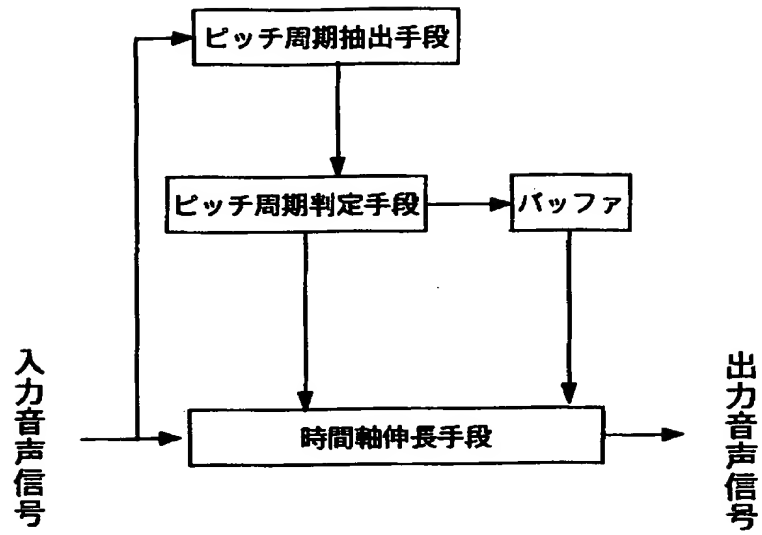 ピッチ周期抽出手段
ピッチ周期判定手段
バッファ
入力音声信号
時間軸伸長手段
出力音声信号